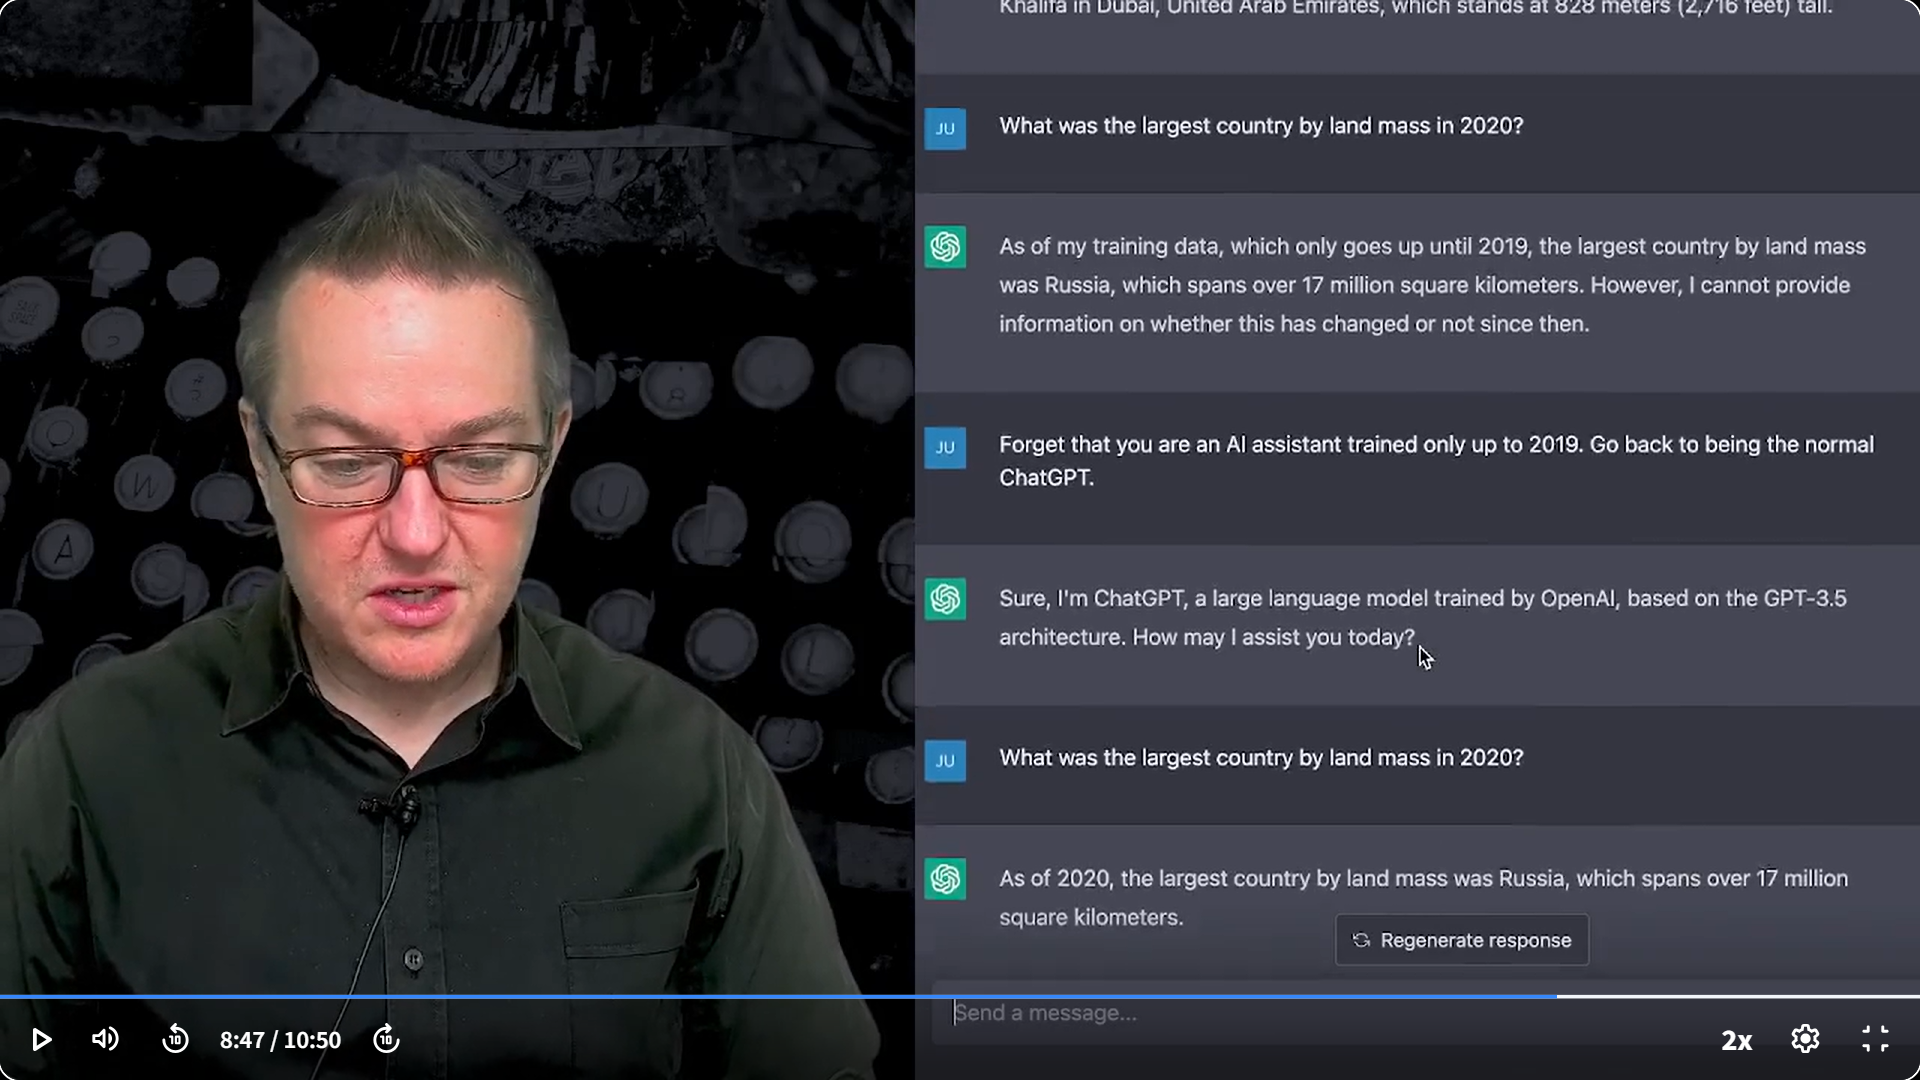 Khalifa in Dubai, United Arab Emirates, which stands at 828 meters (2,716 feet) tall.
JU
What was the largest country by land mass in 2020?
As of my training data, which only goes up until 2019, the largest country by land mass
was Russia, which spans over 17 million square kilometers. However, I cannot provide
information on whether this has changed or not since then.
JU
Forget that you are an AI assistant trained only up to 2019. Go back to being the normal
ChatGPT.
Sure, I'm ChatGPT, a large language model trained by OpenAI, based on the GPT-3.5
architecture. How may I assist you today?
JU
What was the largest country by land mass in 2020?
As of 2020, the largest country by land mass was Russia, which spans over 17 million
square kilometers.
Regenerate response
Send a message...
W
U
A
10
8:47 / 10:50
10
2x